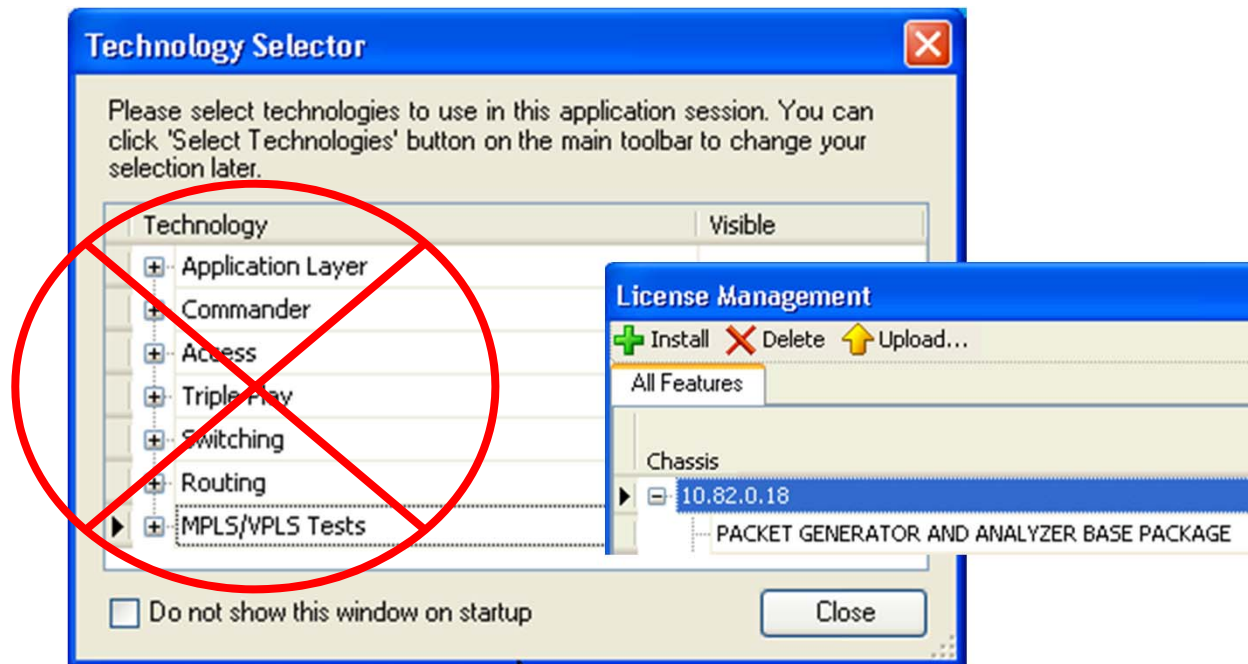 Technology Selector
Please select technologies to use in this application session. You can
click 'Select Technologies' button on the main toolbar to change your
selection later.
Technology Visible
Application Layer
Commander
Access
Triple Play
Switching
Routing
MPLS/VPLS Tests
Do not show this window on startup
Close
License Management
Install Delete Upload...
All Features
Chassis
10.82.0.18
PACKET GENERATOR AND ANALYZER BASE PACKAGE